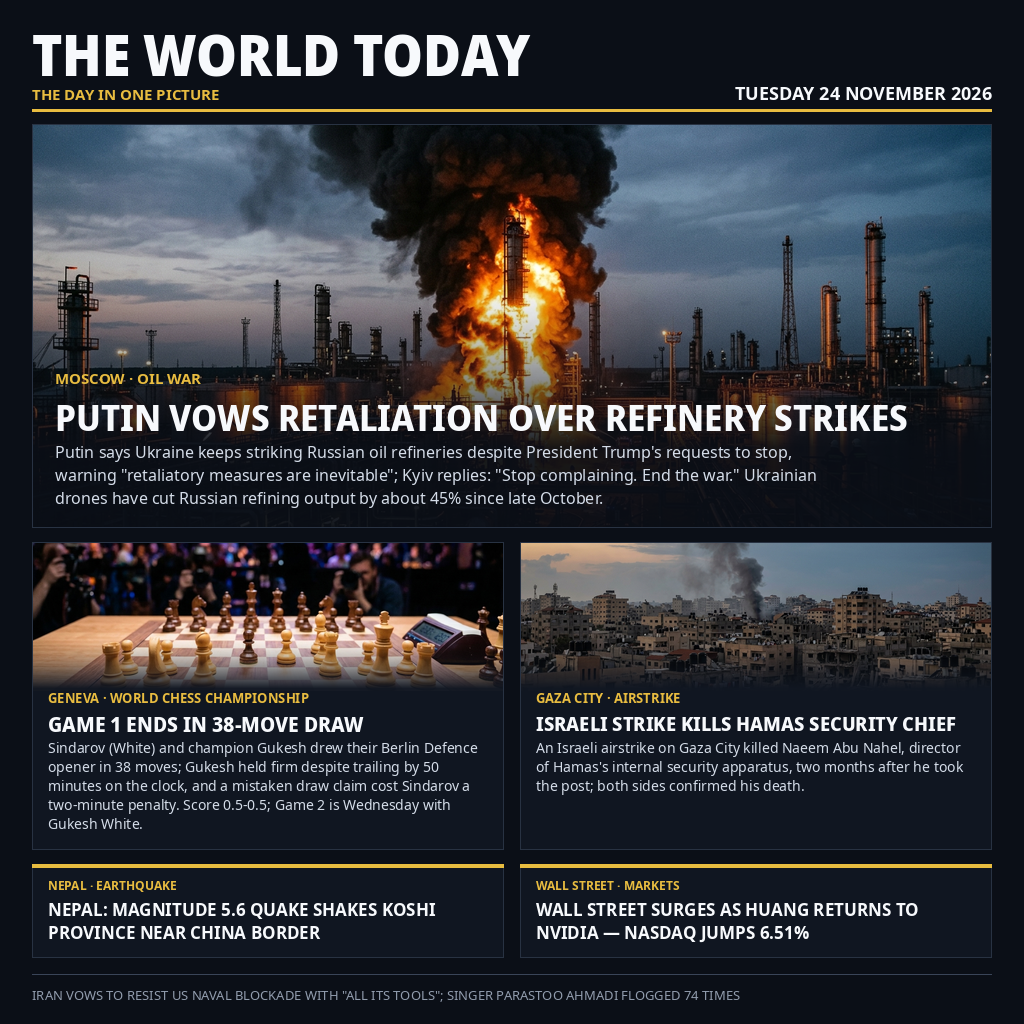 THE WORLD TODAY
THE DAY IN ONE PICTURE
TUESDAY 24 NOVEMBER 2026
MOSCOW · OIL WAR
PUTIN VOWS RETALIATION OVER REFINERY STRIKES
Putin says Ukraine keeps striking Russian oil refineries despite President Trump's requests to stop,
warning "retaliatory measures are inevitable"; Kyiv replies: "Stop complaining. End the war." Ukrainian
drones have cut Russian refining output by about 45% since late October.
GENEVA · WORLD CHESS CHAMPIONSHIP
GAME 1 ENDS IN 38-MOVE DRAW
Sindarov (White) and champion Gukesh drew their Berlin Defence
opener in 38 moves; Gukesh held firm despite trailing by 50
minutes on the clock, and a mistaken draw claim cost Sindarov a
two-minute penalty. Score 0.5-0.5; Game 2 is Wednesday with
Gukesh White.
GAZA CITY · AIRSTRIKE
ISRAELI STRIKE KILLS HAMAS SECURITY CHIEF
An Israeli airstrike on Gaza City killed Naeem Abu Nahel, director
of Hamas's internal security apparatus, two months after he took
the post; both sides confirmed his death.
NEPAL · EARTHQUAKE
NEPAL: MAGNITUDE 5.6 QUAKE SHAKES KOSHI
PROVINCE NEAR CHINA BORDER
WALL STREET · MARKETS
WALL STREET SURGES AS HUANG RETURNS TO
NVIDIA — NASDAQ JUMPS 6.51%
IRAN VOWS TO RESIST US NAVAL BLOCKADE WITH "ALL ITS TOOLS"; SINGER PARASTOO AHMADI FLOGGED 74 TIMES